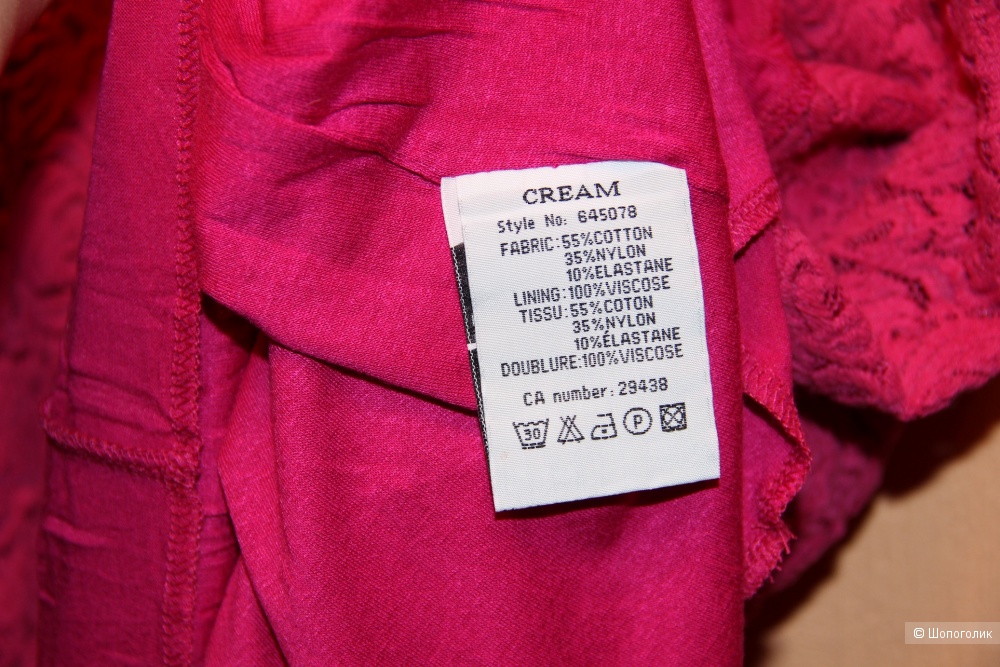 CREAM
Style No: 645078
FABRIC:55%COTTON
35%NYLON
10%ELASTANE
LINING:100%VISCOSE
TISSU:55%COTON
35%NYLON
10%ÉLASTANE
DOUBLURE:100%VISCOSE
CA number: 29438
30 P
© Шопоголик